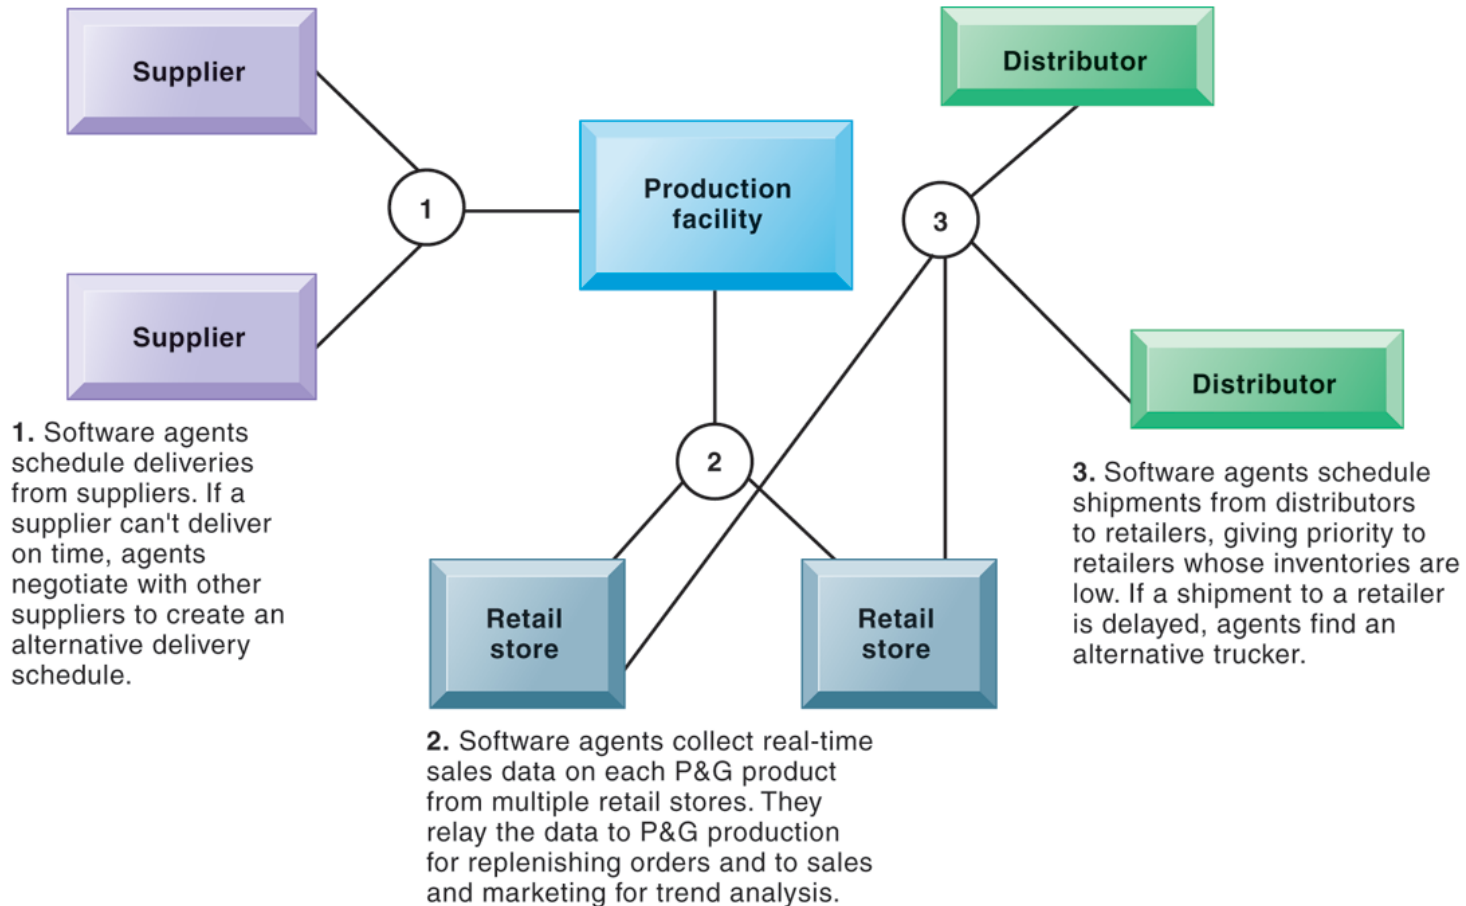 Supplier
Distributor
Production
facility
1
3
Supplier
Distributor
2
1. Software agents
schedule deliveries
from suppliers. If a
supplier can't deliver
on time, agents
negotiate with other
suppliers to create an
alternative delivery
schedule.
3. Software agents schedule
shipments from distributors
to retailers, giving priority to
retailers whose inventories are
low. If a shipment to a retailer
is delayed, agents find an
alternative trucker.
Retail
store
Retail
store
2. Software agents collect real-time
sales data on each P&G product
from multiple retail stores. They
relay the data to P&G production
for replenishing orders and to sales
and marketing for trend analysis.